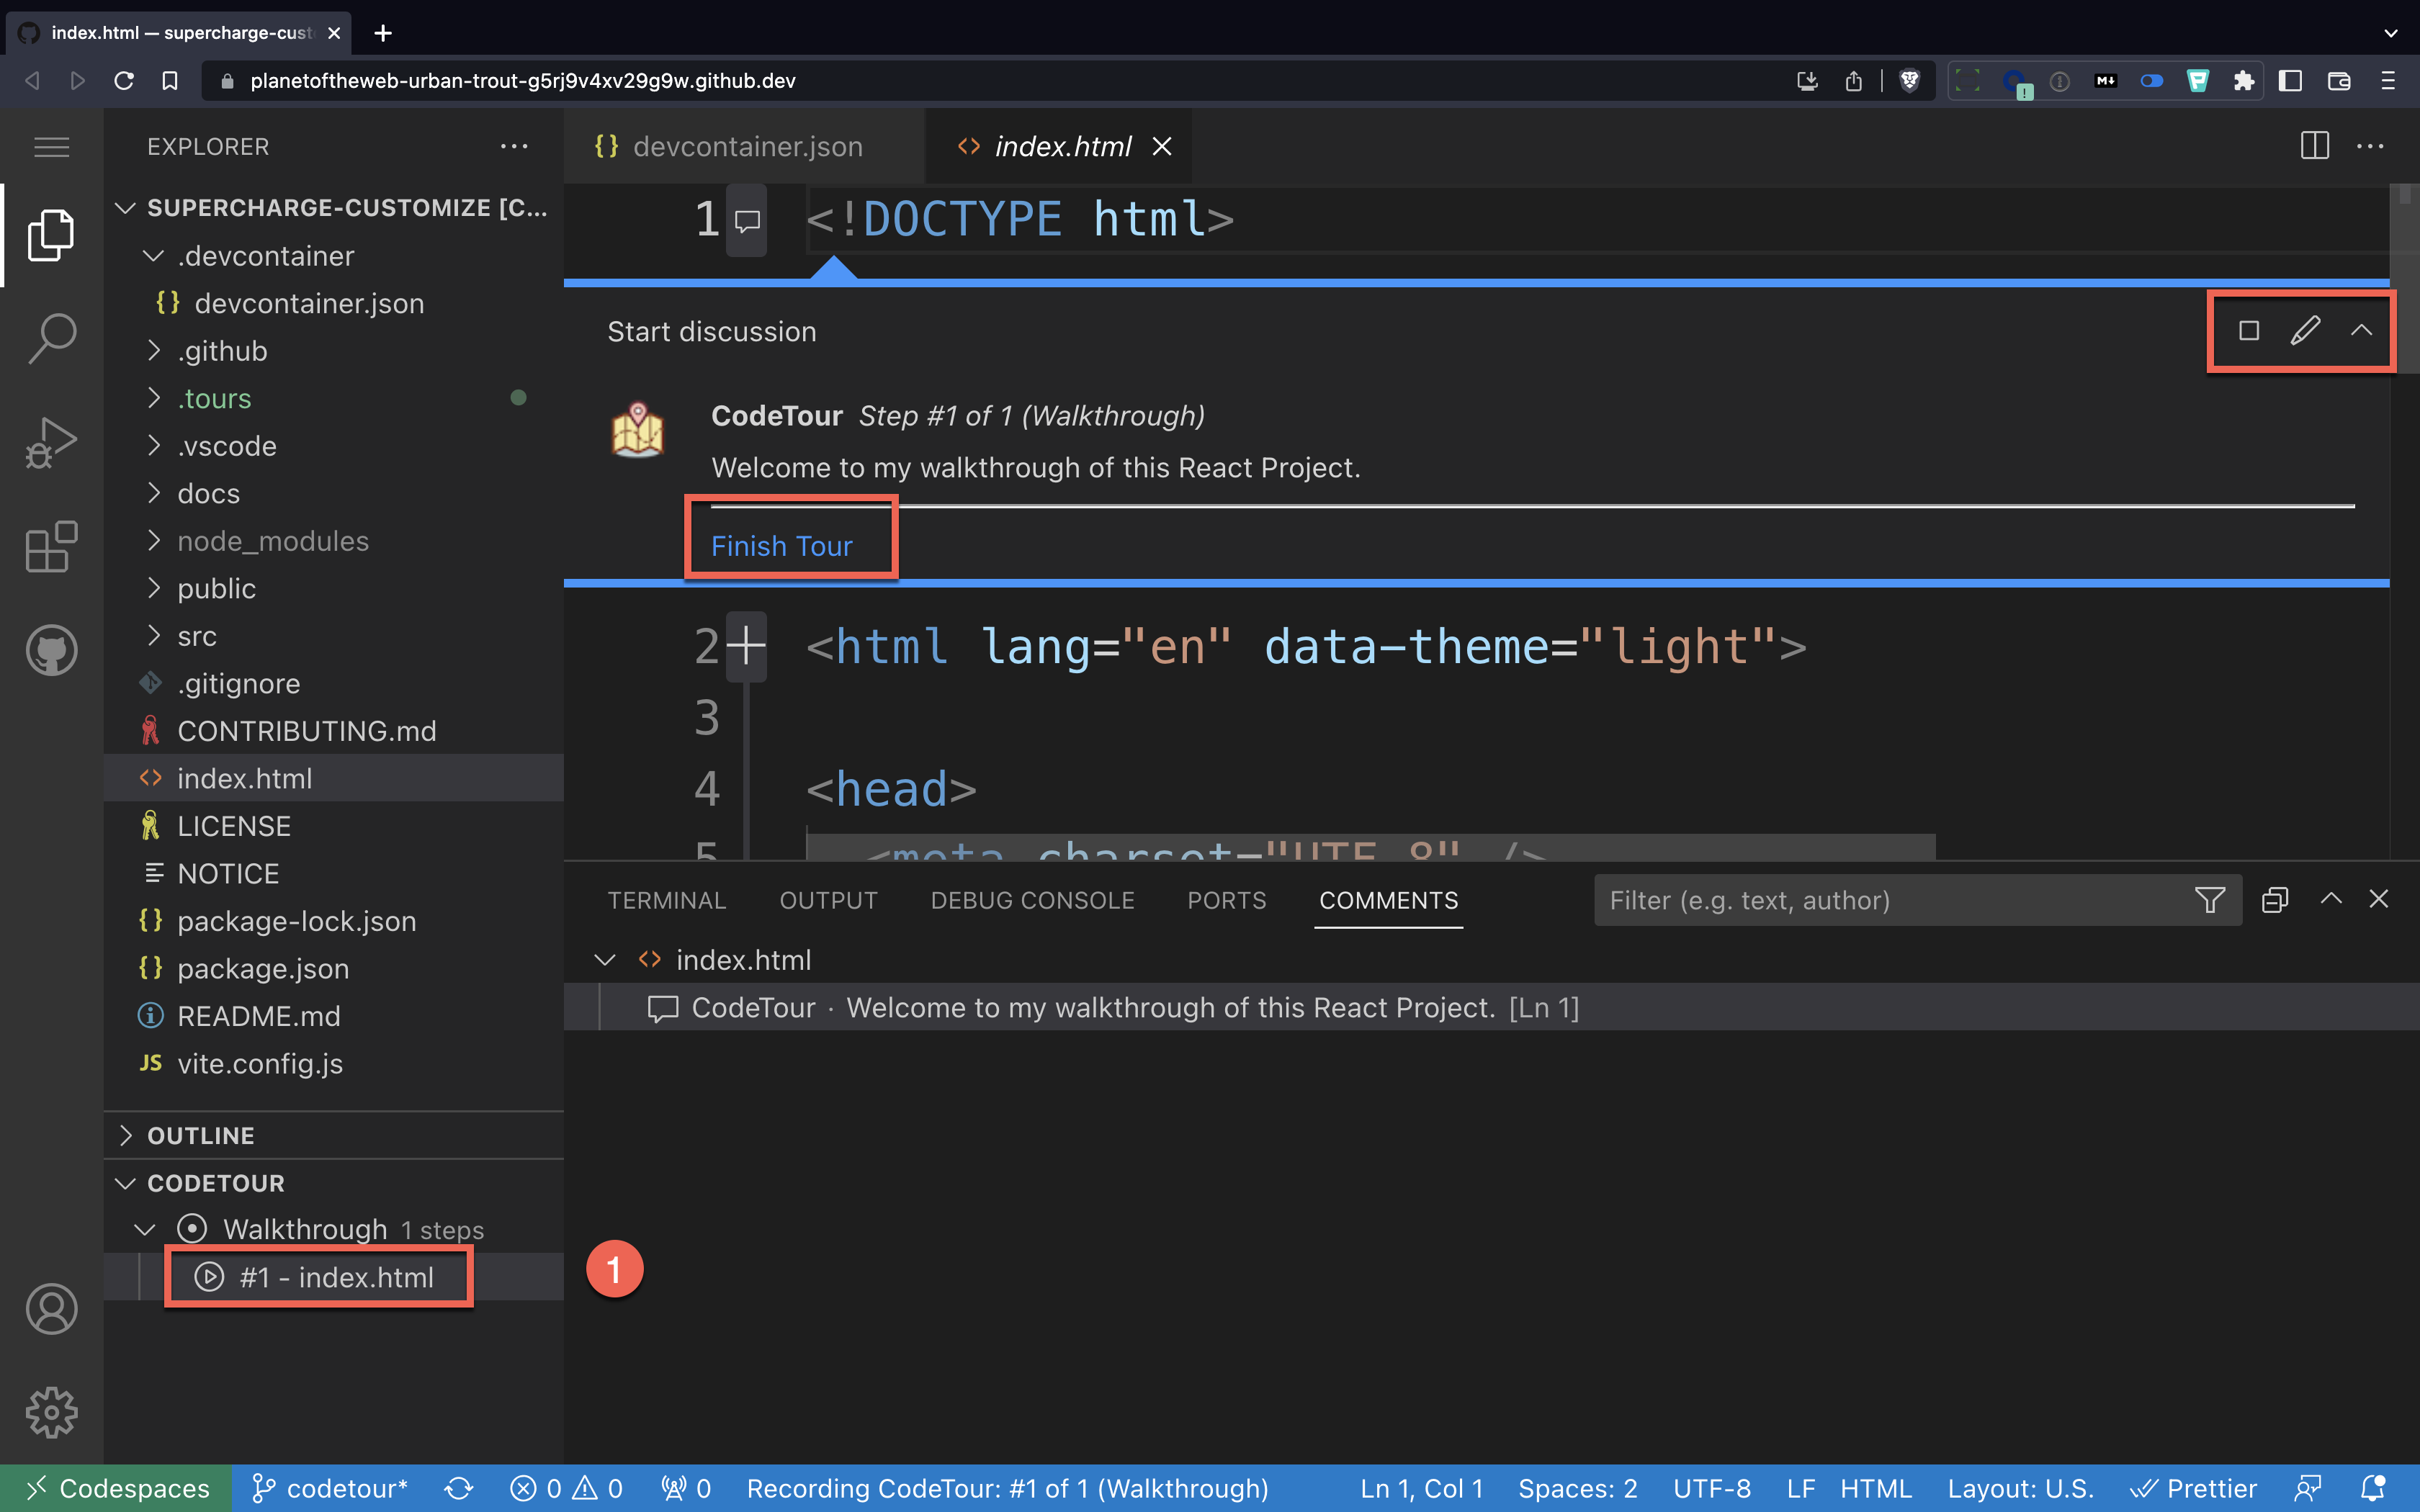 index.html — supercharge-cust
planetoftheweb-urban-trout-g5rj9v4xv29g9w.github.dev
EXPLORER
SUPERCHARGE-CUSTOMIZE [C...
.devcontainer
devcontainer.json
.github
.tours
.vscode
docs
node_modules
public
src
.gitignore
CONTRIBUTING.md
index.html
LICENSE
NOTICE
package-lock.json
package.json
README.md
JS vite.config.js
OUTLINE
CODETOUR
Walkthrough 1 steps
#1 - index.html
1
devcontainer.json
index.html
1 <!DOCTYPE html>
Start discussion
CodeTour Step #1 of 1 (Walkthrough)
Welcome to my walkthrough of this React Project.
Finish Tour
2 <html lang="en" data-theme="light">
3
4 <head>
5 <meta charset="UTF-8" />
TERMINAL OUTPUT DEBUG CONSOLE PORTS COMMENTS
Filter (e.g. text, author)
index.html
CodeTour · Welcome to my walkthrough of this React Project. [Ln 1]
Codespaces codetour* 0 0 0 Recording CodeTour: #1 of 1 (Walkthrough) Ln 1, Col 1 Spaces: 2 UTF-8 LF HTML Layout: U.S. Prettier